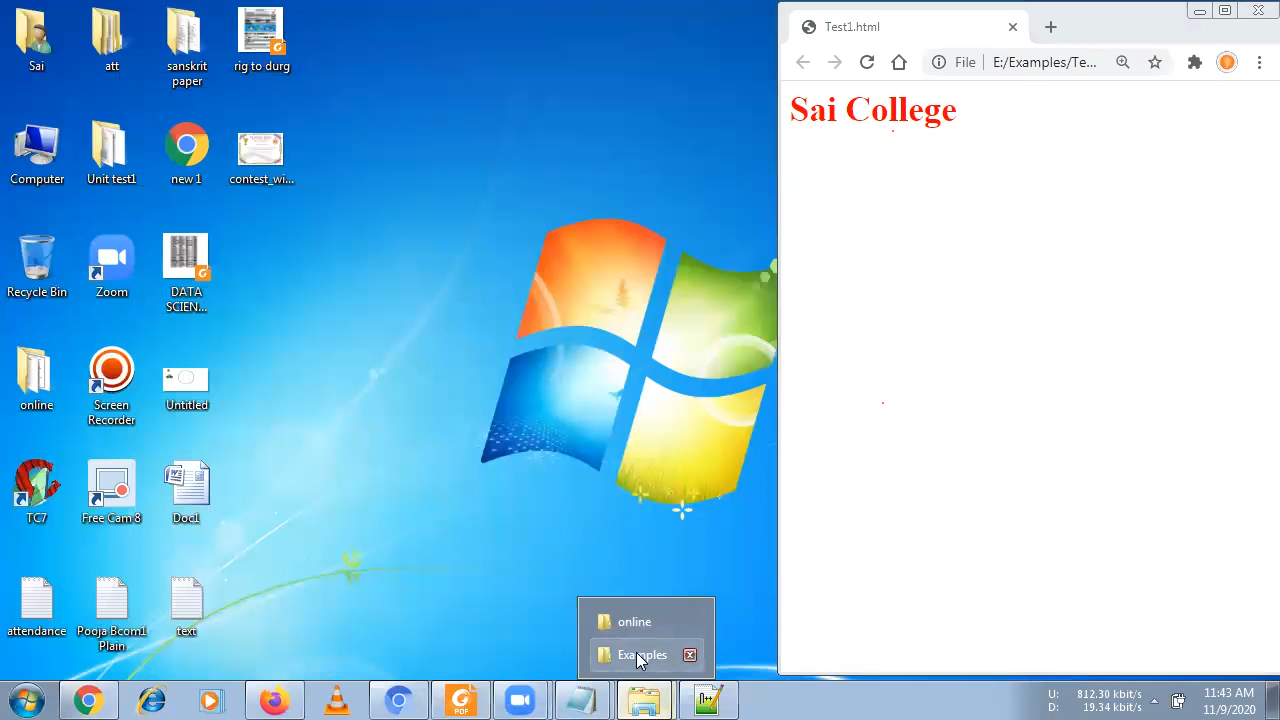 Sai
att
sanskrit
paper
rig to durg
Computer
Unit test1
new 1
contest_wi...
Recycle Bin
Zoom
DATA
SCIEN...
online
Screen
Recorder
Untitled
TC7
Free Cam 8
Doc1
attendance
Pooja Bcom1
Plain
text
Test1.html
File
E:/Examples/Te...
Sai College
online
Examples
PDF
U: 812.30 kbit/s
D: 19.34 kbit/s
11:43 AM
11/9/2020